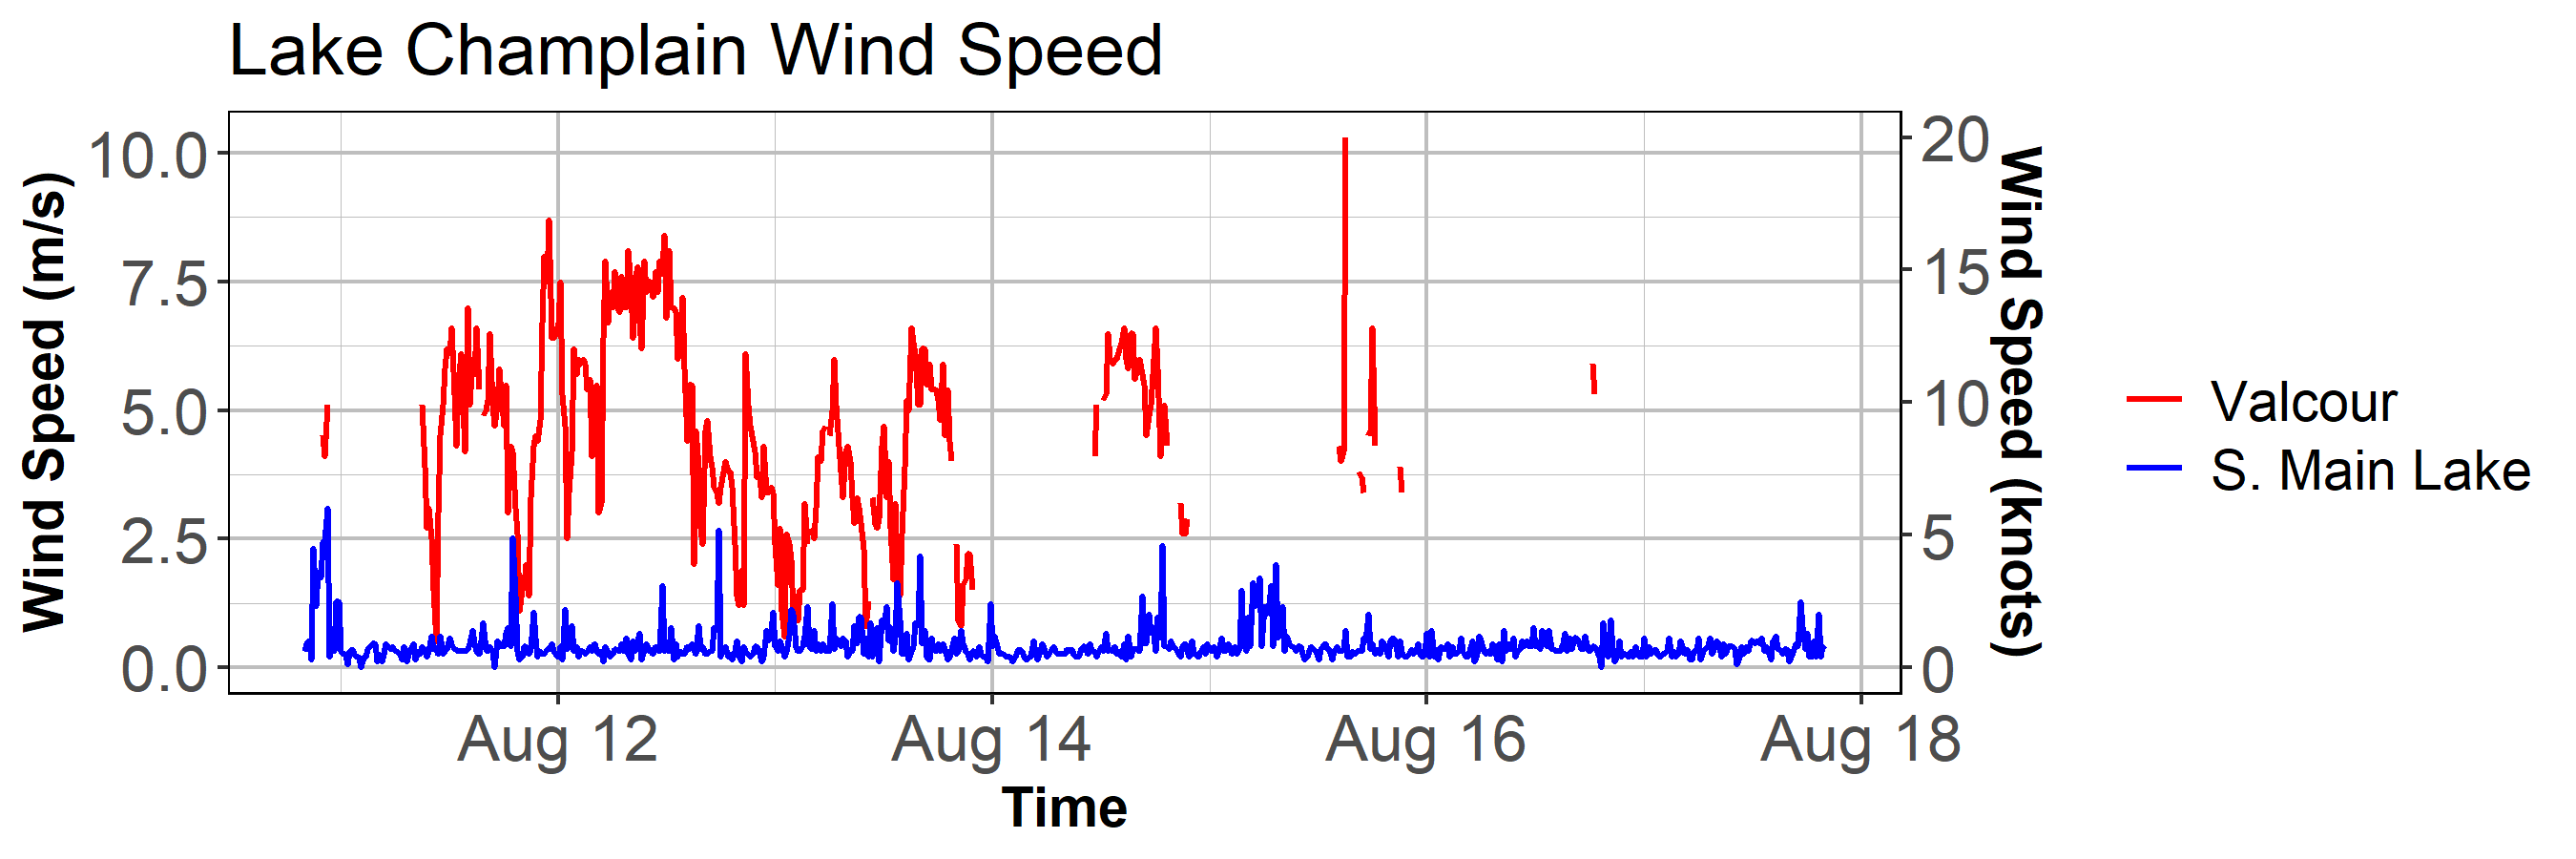 Lake Champlain Wind Speed
Wind Speed (m/s)
10.0
7.5
5.0
2.5
0.0
20
15
10
5
0
Wind Speed (knots)
Aug 12
Aug 14
Aug 16
Aug 18
Time
Valcour
S. Main Lake